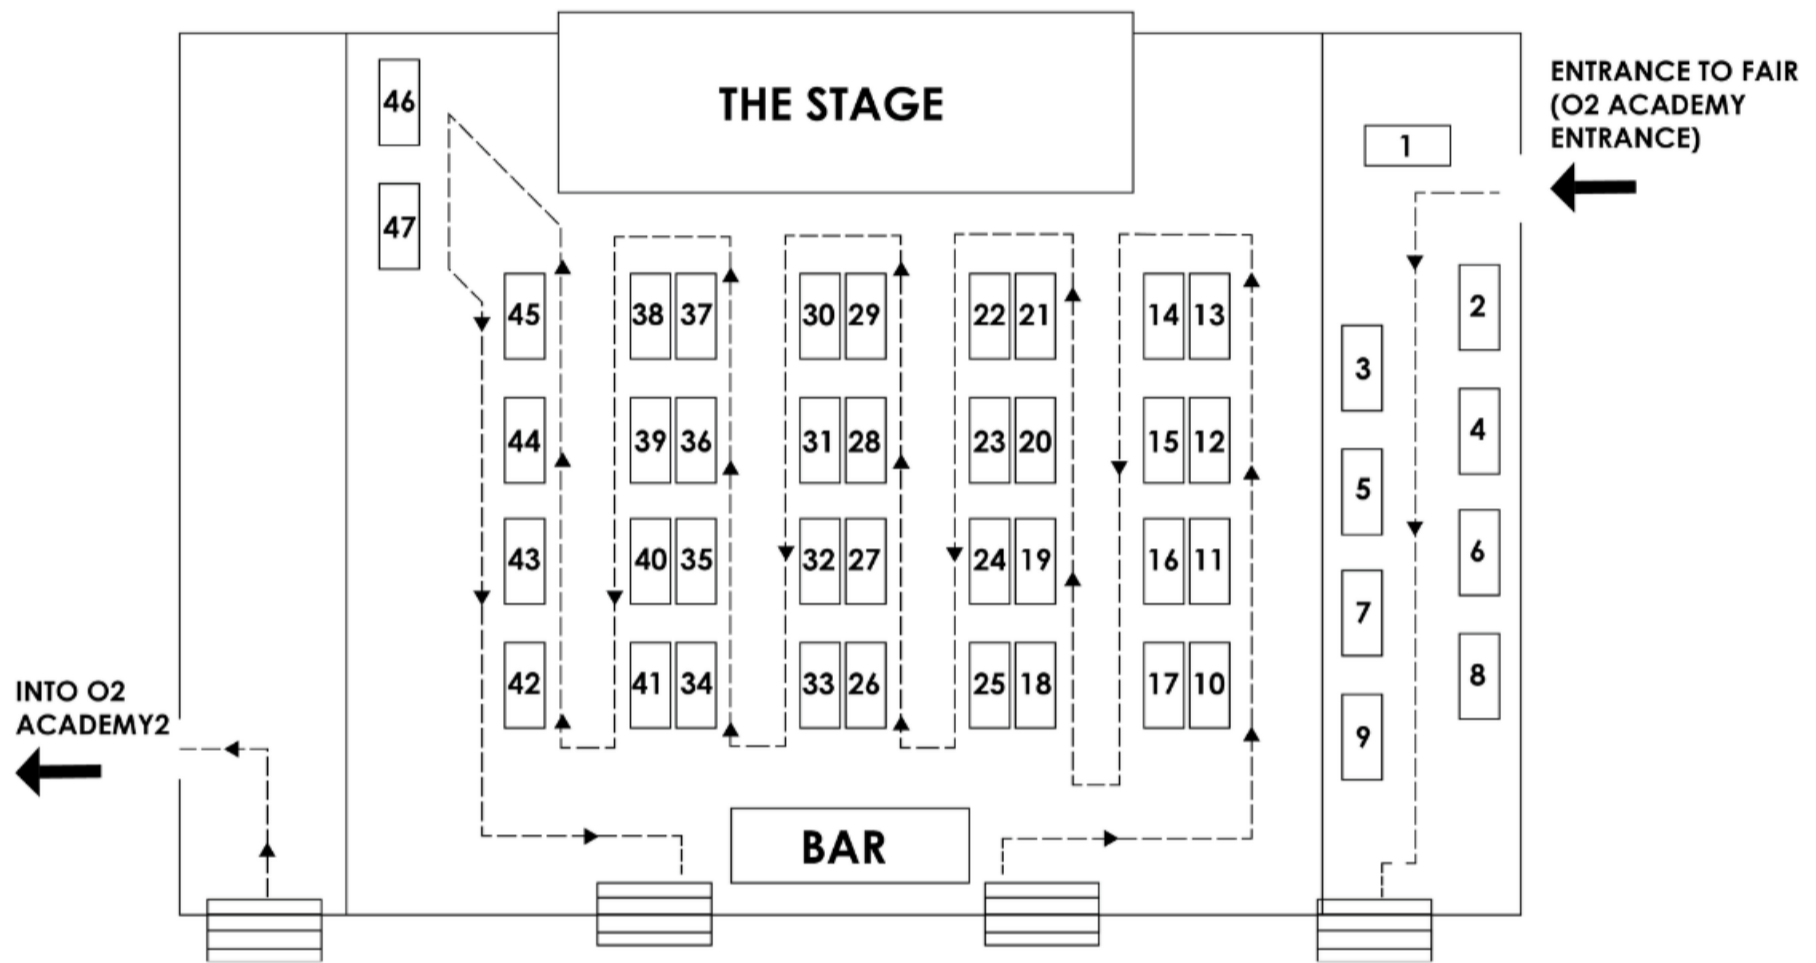 THE STAGE
ENTRANCE TO FAIR
(O2 ACADEMY
ENTRANCE)
46
1
47
45 38 37 30 29 22 21 14 13
2
3
44 39 36 31 28 23 20 15 12
4
5
43 40 35 32 27 24 19 16 11
6
7
42 41 34 33 26 25 18 17 10
8
9
INTO O2
ACADEMY2
BAR